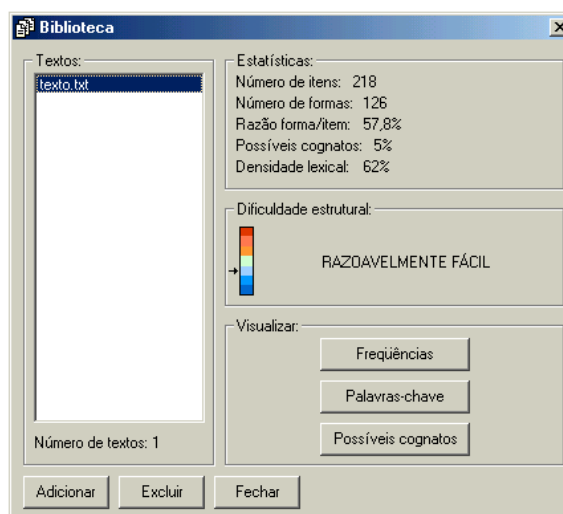 Biblioteca
Textos:
texto.txt
Número de textos: 1
Estatísticas:
Número de itens: 218
Número de formas: 126
Razão forma/item: 57,8%
Possíveis cognatos: 5%
Densidade lexical: 62%
Dificuldade estrutural:
RAZOAVELMENTE FÁCIL
Visualizar:
Freqüências
Palavras-chave
Possíveis cognatos
Adicionar Excluir Fechar